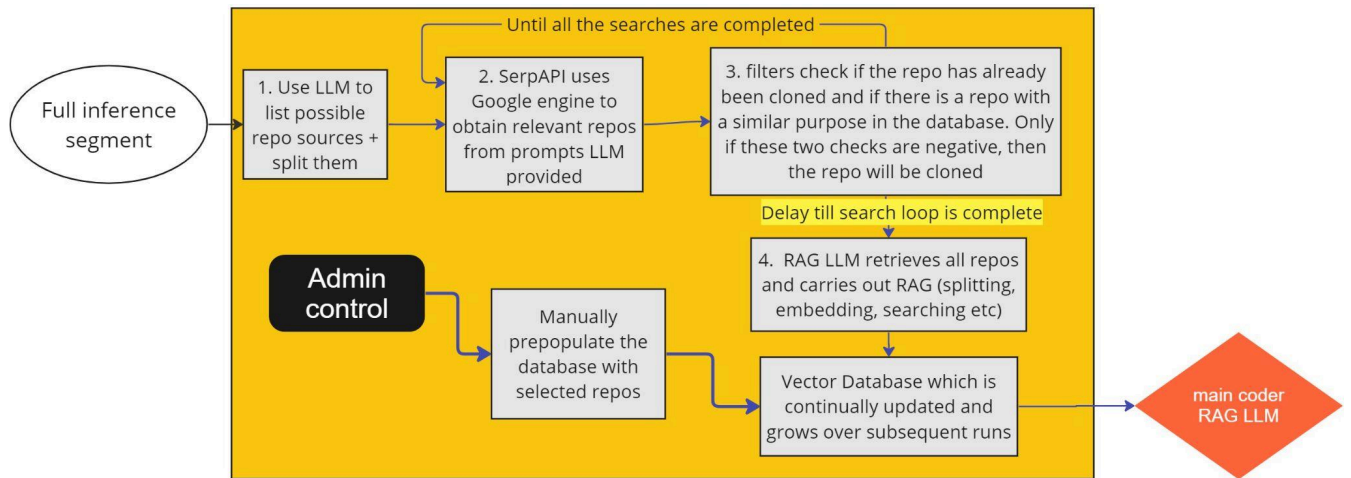 Until all the searches are completed
Full inference
segment
1. Use LLM to
list possible
repo sources +
split them
2. SerpAPI uses
Google engine to
obtain relevant repos
from prompts LLM
provided
3. filters check if the repo has already
been cloned and if there is a repo with
a similar purpose in the database. Only
if these two checks are negative, then
the repo will be cloned
Delay till search loop is complete
4. RAG LLM retrieves all repos
and carries out RAG (splitting,
embedding, searching etc)
Admin
control
Manually
prepopulate the
database with
selected repos
Vector Database which is
continually updated and
grows over subsequent runs
main coder
RAG LLM